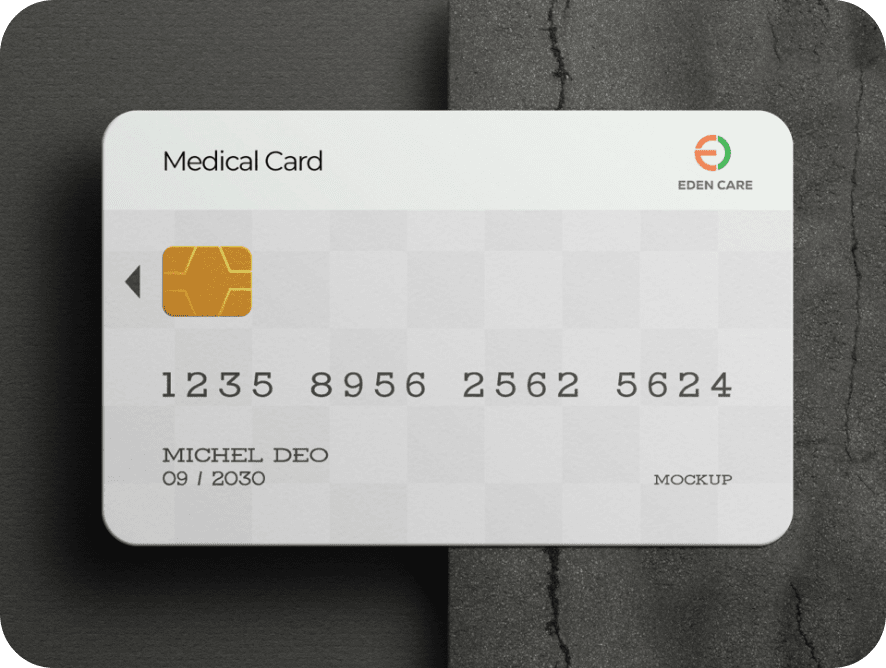 Medical Card
EDEN CARE
1235 8956 2562 5624
MICHEL DEO
09 / 2030
MOCKUP